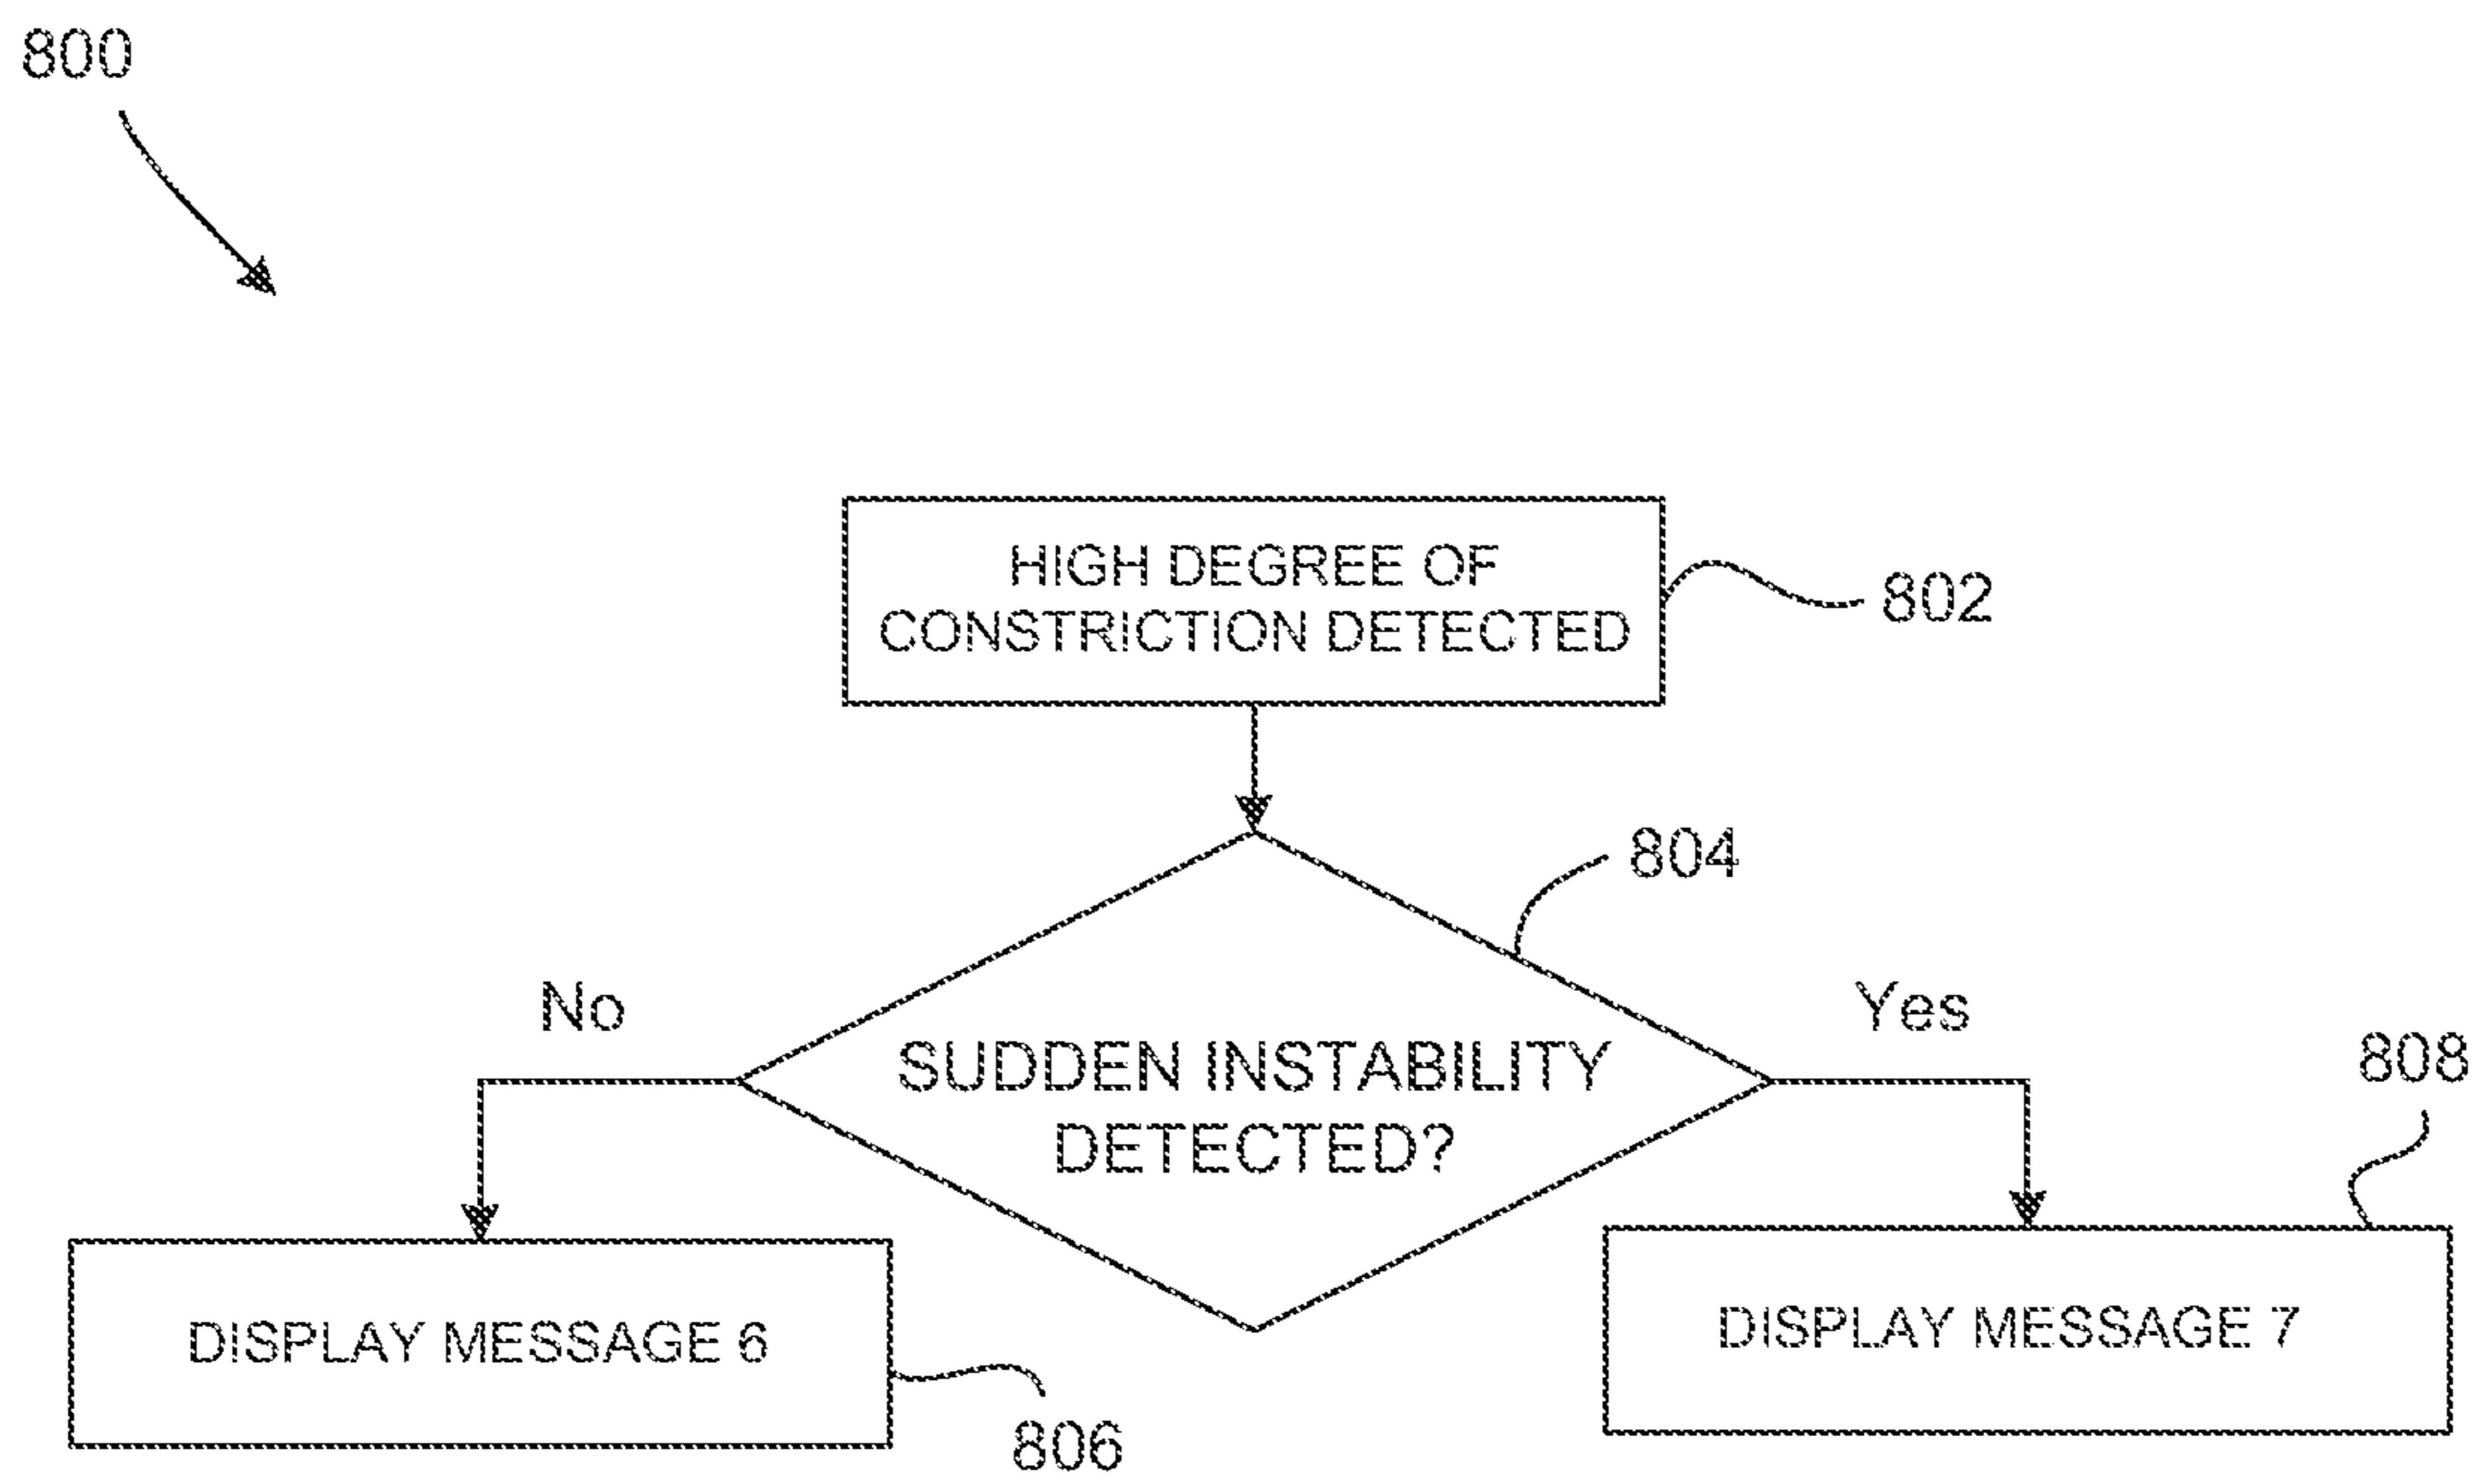 800
HIGH DEGREE OF
CONSTRICTION DETECTED
802
804
No
Yes
808
SUDDEN INSTABILITY
DETECTED?
DISPLAY MESSAGE 6
DISPLAY MESSAGE 7
806